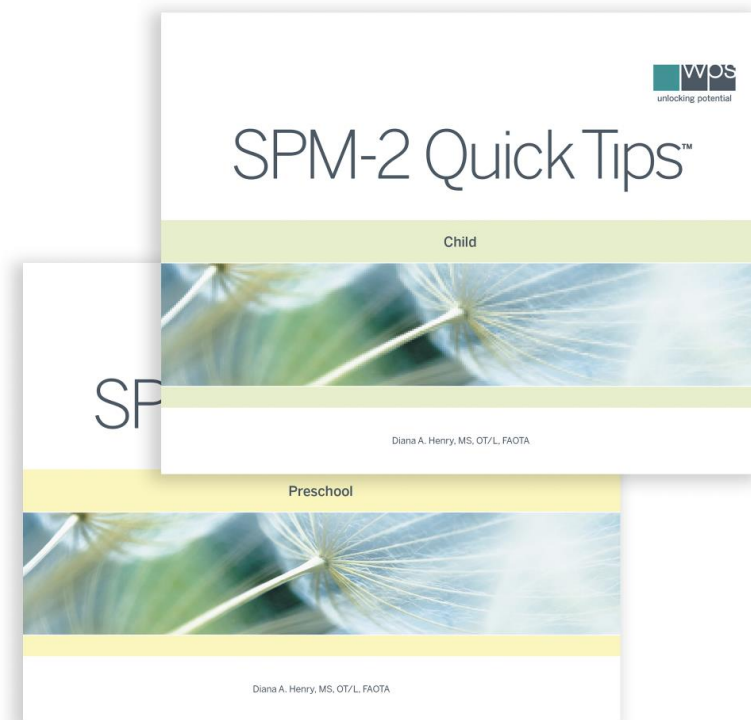 wps
unlocking potential
SPM-2 Quick Tips™
Child
Diana A. Henry, MS, OT/L, FAOTA
SP
Preschool
Diana A. Henry, MS, OT/L, FAOTA